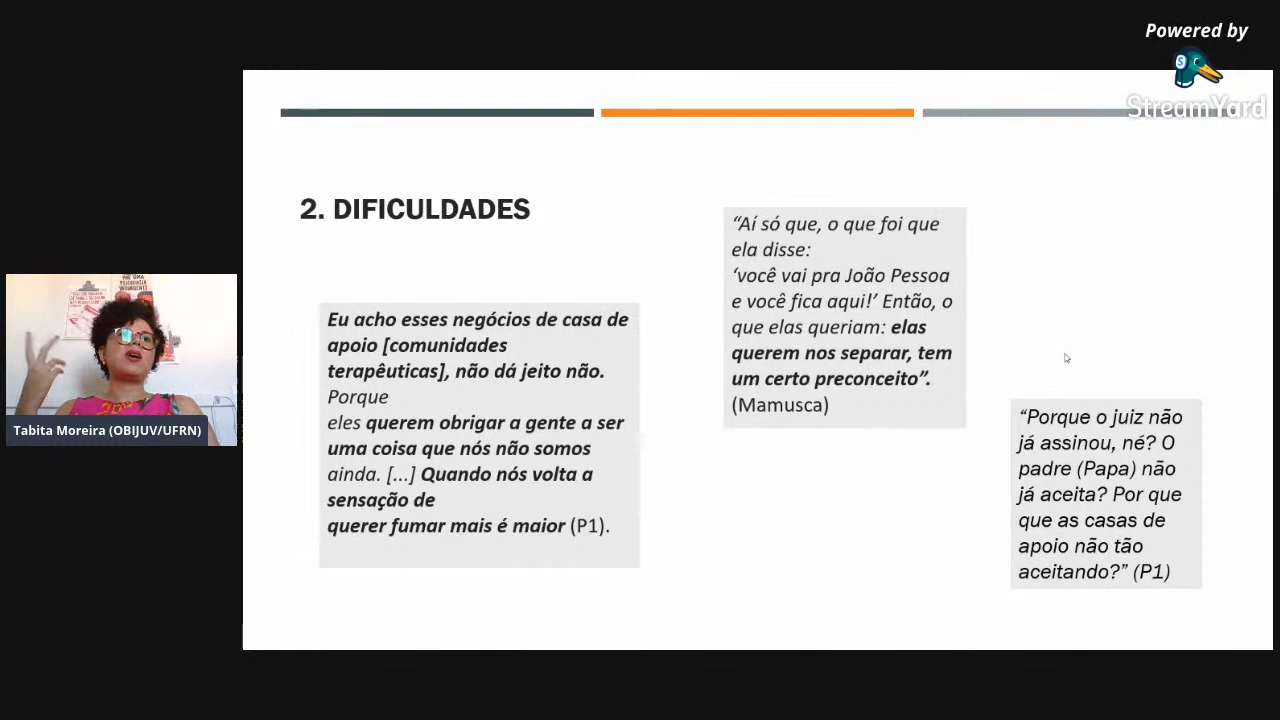 Powered by
StreamYard
2. DIFICULDADES
Eu acho esses negócios de casa de
apoio [comunidades
terapêuticas], não dá jeito não.
Porque
eles querem obrigar a gente a ser
uma coisa que nós não somos
ainda. [...] Quando nós volta a
sensação de
querer fumar mais é maior (P1).
“Aí só que, o que foi que
ela disse:
‘você vai pra João Pessoa
e você fica aqui!’ Então, o
que elas queriam: elas
querem nos separar, tem
um certo preconceito”.
(Mamusca)
“Porque o juiz não
já assinou, né? O
padre (Papa) não
já aceita? Por que
que as casas de
apoio não tão
aceitando?” (P1)
Tabita Moreira (OBIJUV/UFRN)